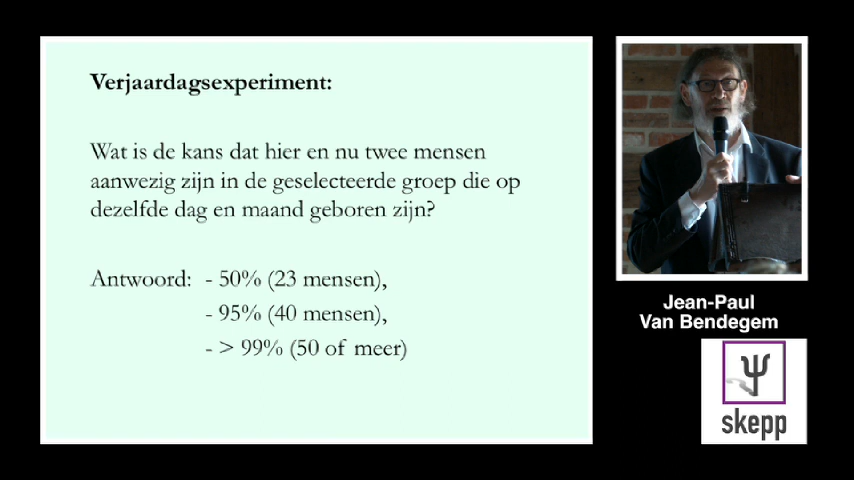 Verjaardagsexperiment:
Wat is de kans dat hier en nu twee mensen
aanwezig zijn in de geselecteerde groep die op
dezelfde dag en maand geboren zijn?
Antwoord: - 50% (23 mensen),
- 95% (40 mensen),
- > 99% (50 of meer)
Jean-Paul
Van Bendegem
skepp